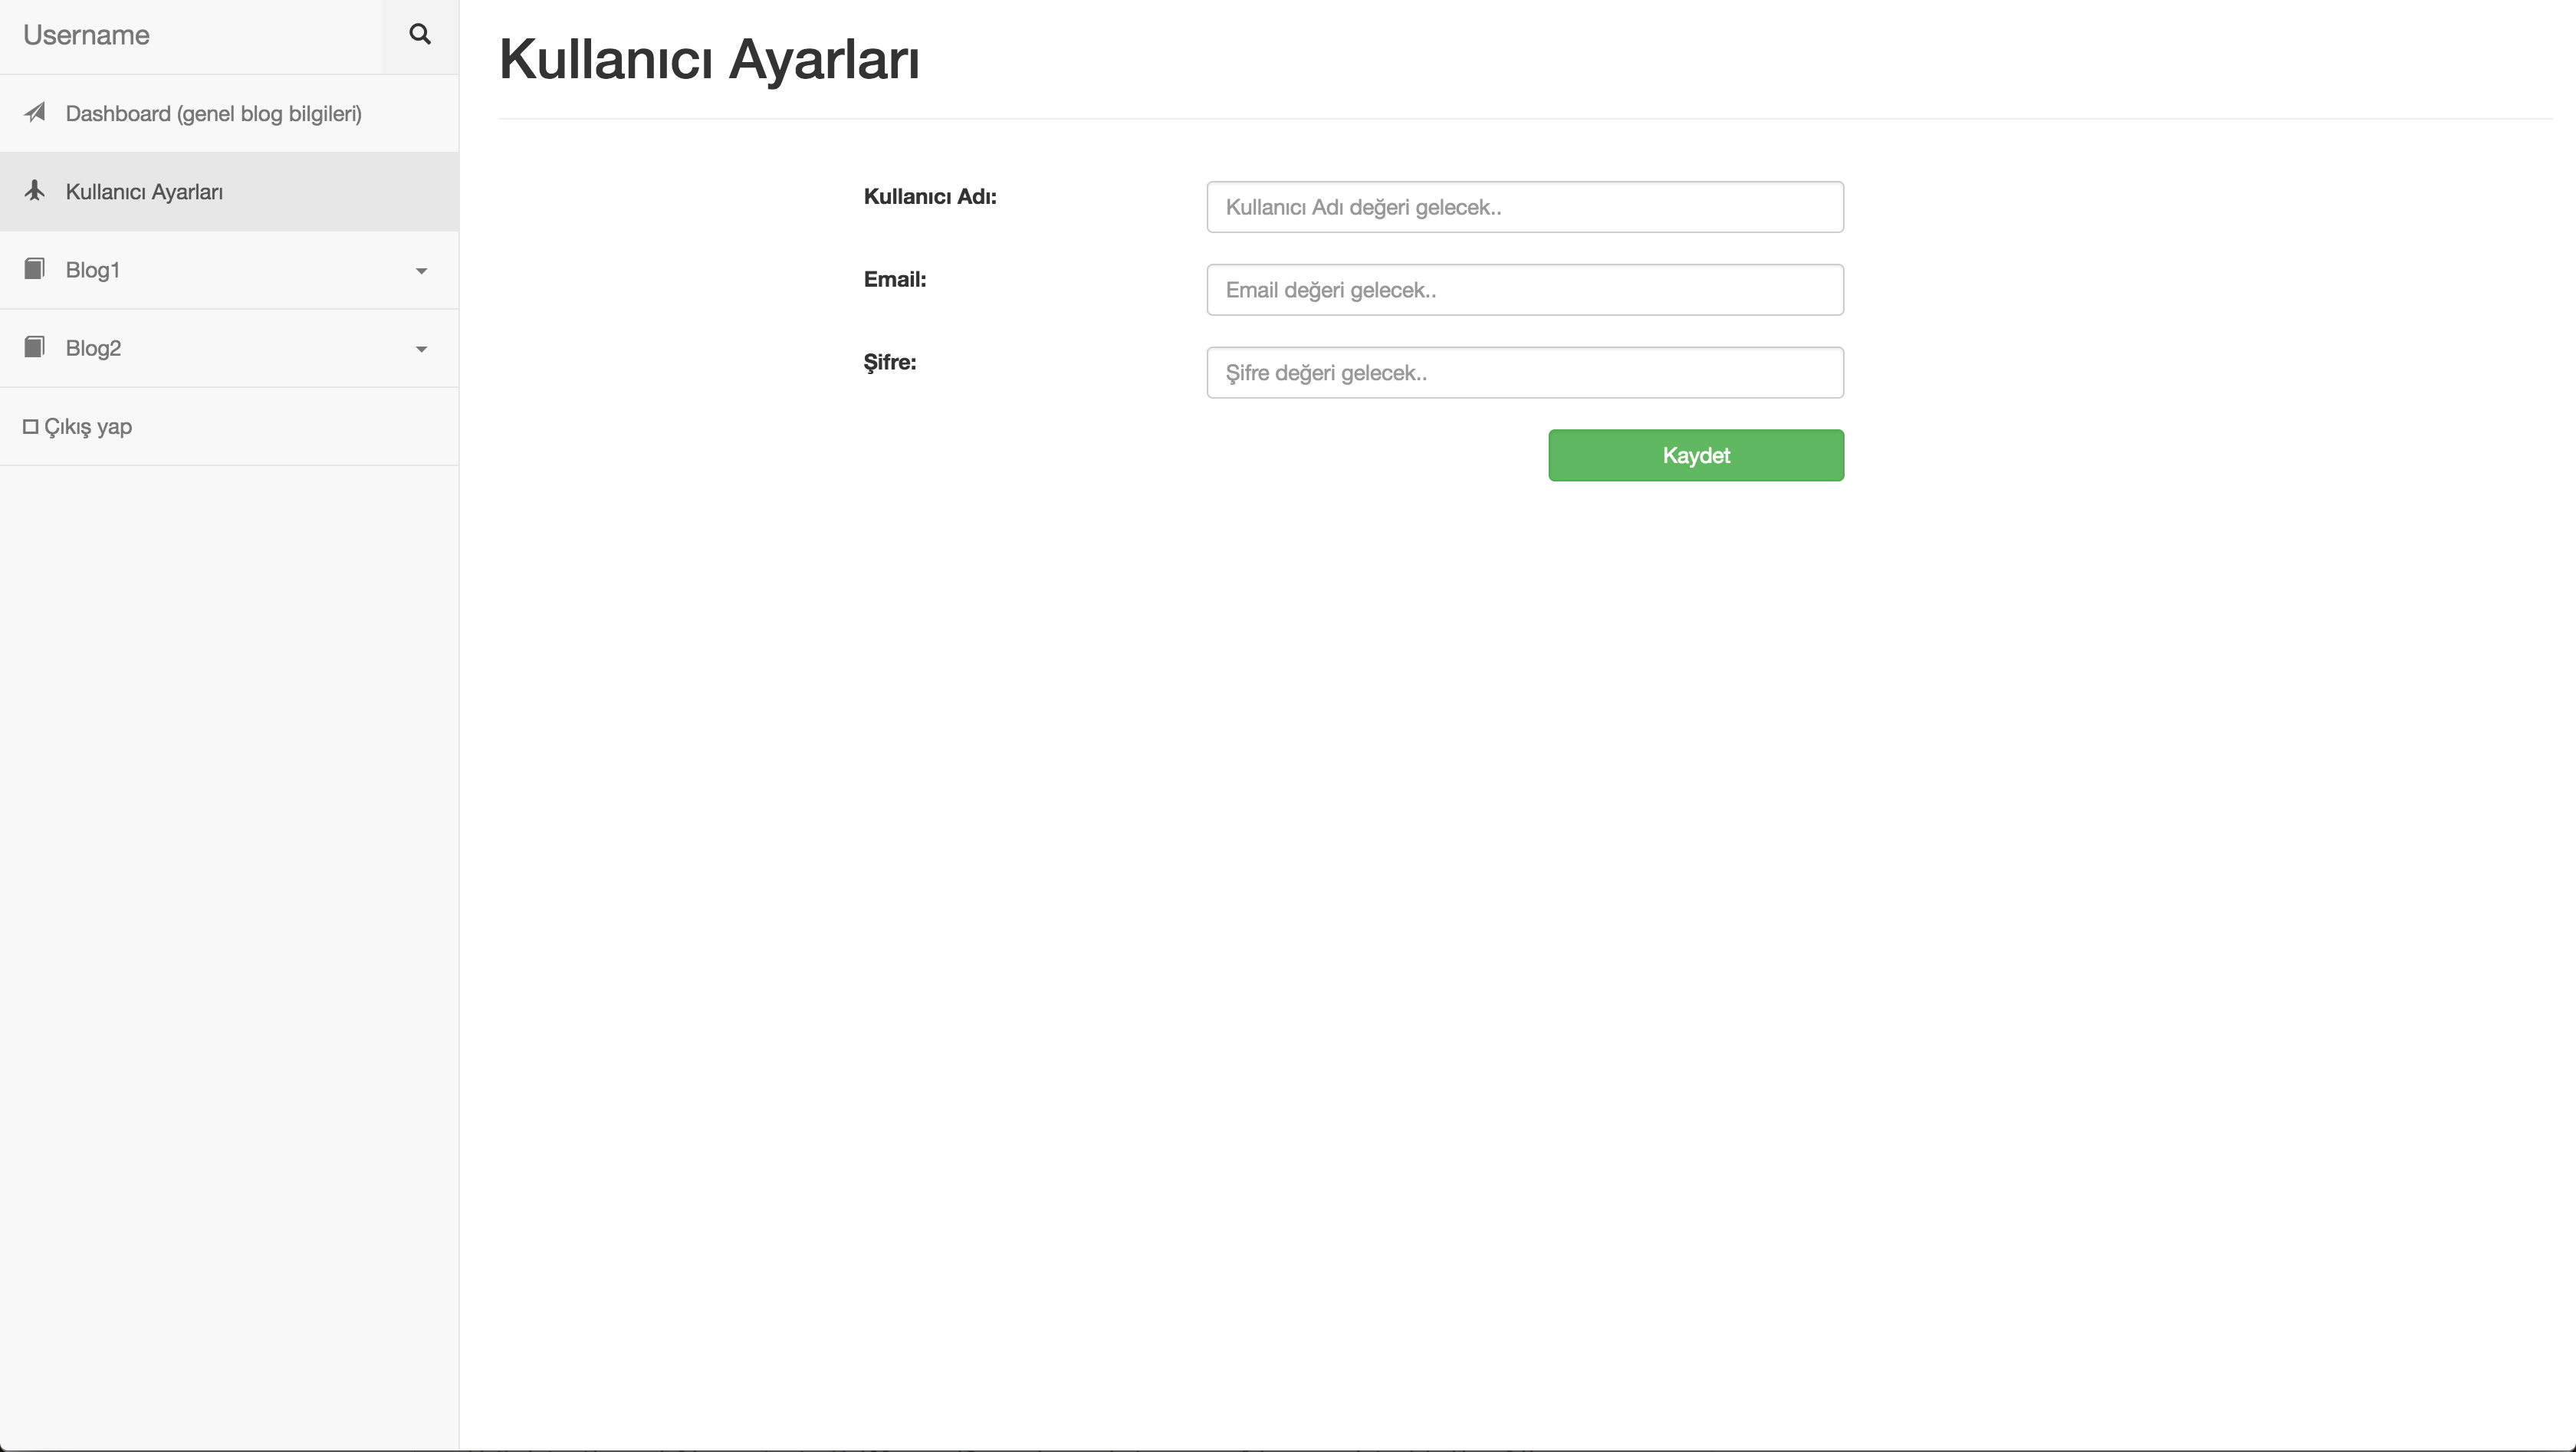 Username
Dashboard (genel blog bilgileri)
Kullanıcı Ayarları
Blog1
Blog2
Çıkış yap
Kullanıcı Ayarları
Kullanıcı Adı:
Kullanıcı Adı değeri gelecek..
Email:
Email değeri gelecek..
Şifre:
Şifre değeri gelecek..
Kaydet